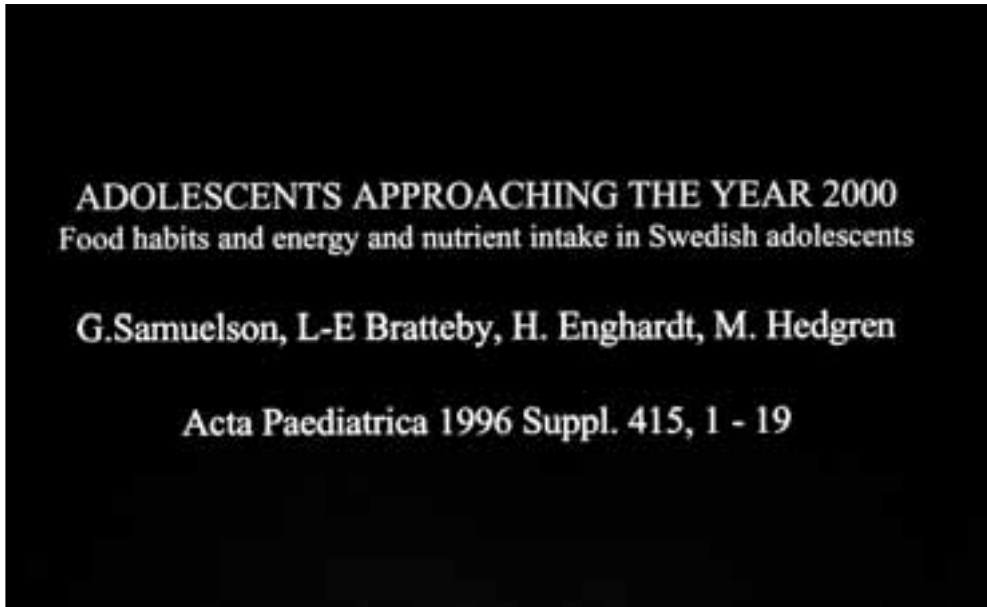 ADOLESCENTS APPROACHING THE YEAR 2000
Food habits and energy and nutrient intake in Swedish adolescents
G.Samuelson, L-E Bratteby, H. Enghardt, M. Hedgren
Acta Paediatrica 1996 Suppl. 415, 1 - 19